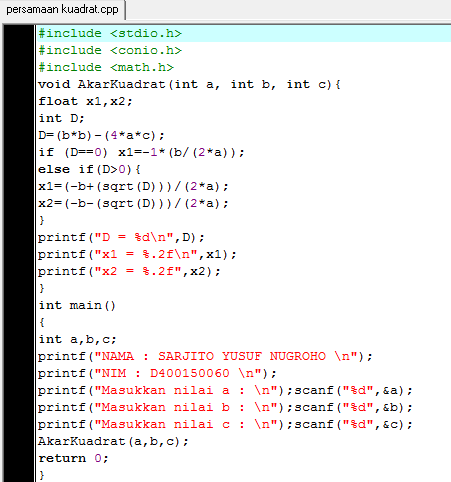 persamaan kuadrat.cpp
#include <stdio.h>
#include <conio.h>
#include <math.h>
void AkarKuadrat(int a, int b, int c){
float x1,x2;
int D;
D=(b*b)-(4*a*c);
if (D==0) x1=-1*(b/(2*a));
else if(D>0){
x1=(-b+(sqrt(D)))/(2*a);
x2=(-b-(sqrt(D)))/(2*a);
}
printf("D = %d\n",D);
printf("x1 = %.2f\n",x1);
printf("x2 = %.2f",x2);
}
int main()
{
int a,b,c;
printf("NAMA : SARJITO YUSUF NUGROHO \n");
printf("NIM : D400150060 \n");
printf("Masukkan nilai a : \n");scanf("%d",&a);
printf("Masukkan nilai b : \n");scanf("%d",&b);
printf("Masukkan nilai c : \n");scanf("%d",&c);
AkarKuadrat(a,b,c);
return 0;
}